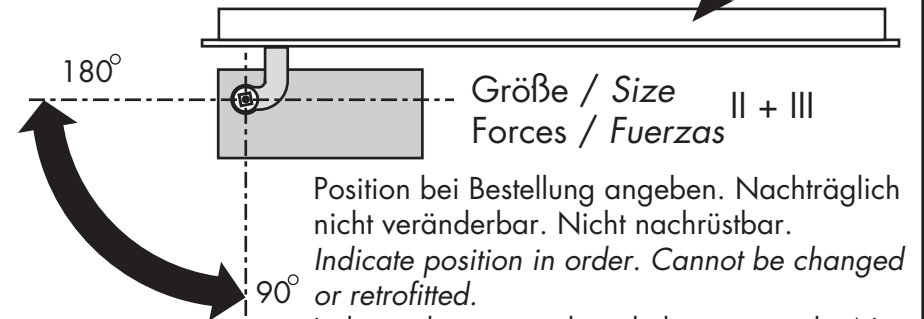 180°
Größe / Size
Forces / Fuerzas
II + III
Position bei Bestellung angeben. Nachträglich
nicht veränderbar. Nicht nachrüstbar.
Indicate position in order. Cannot be changed
90° or retrofitted.